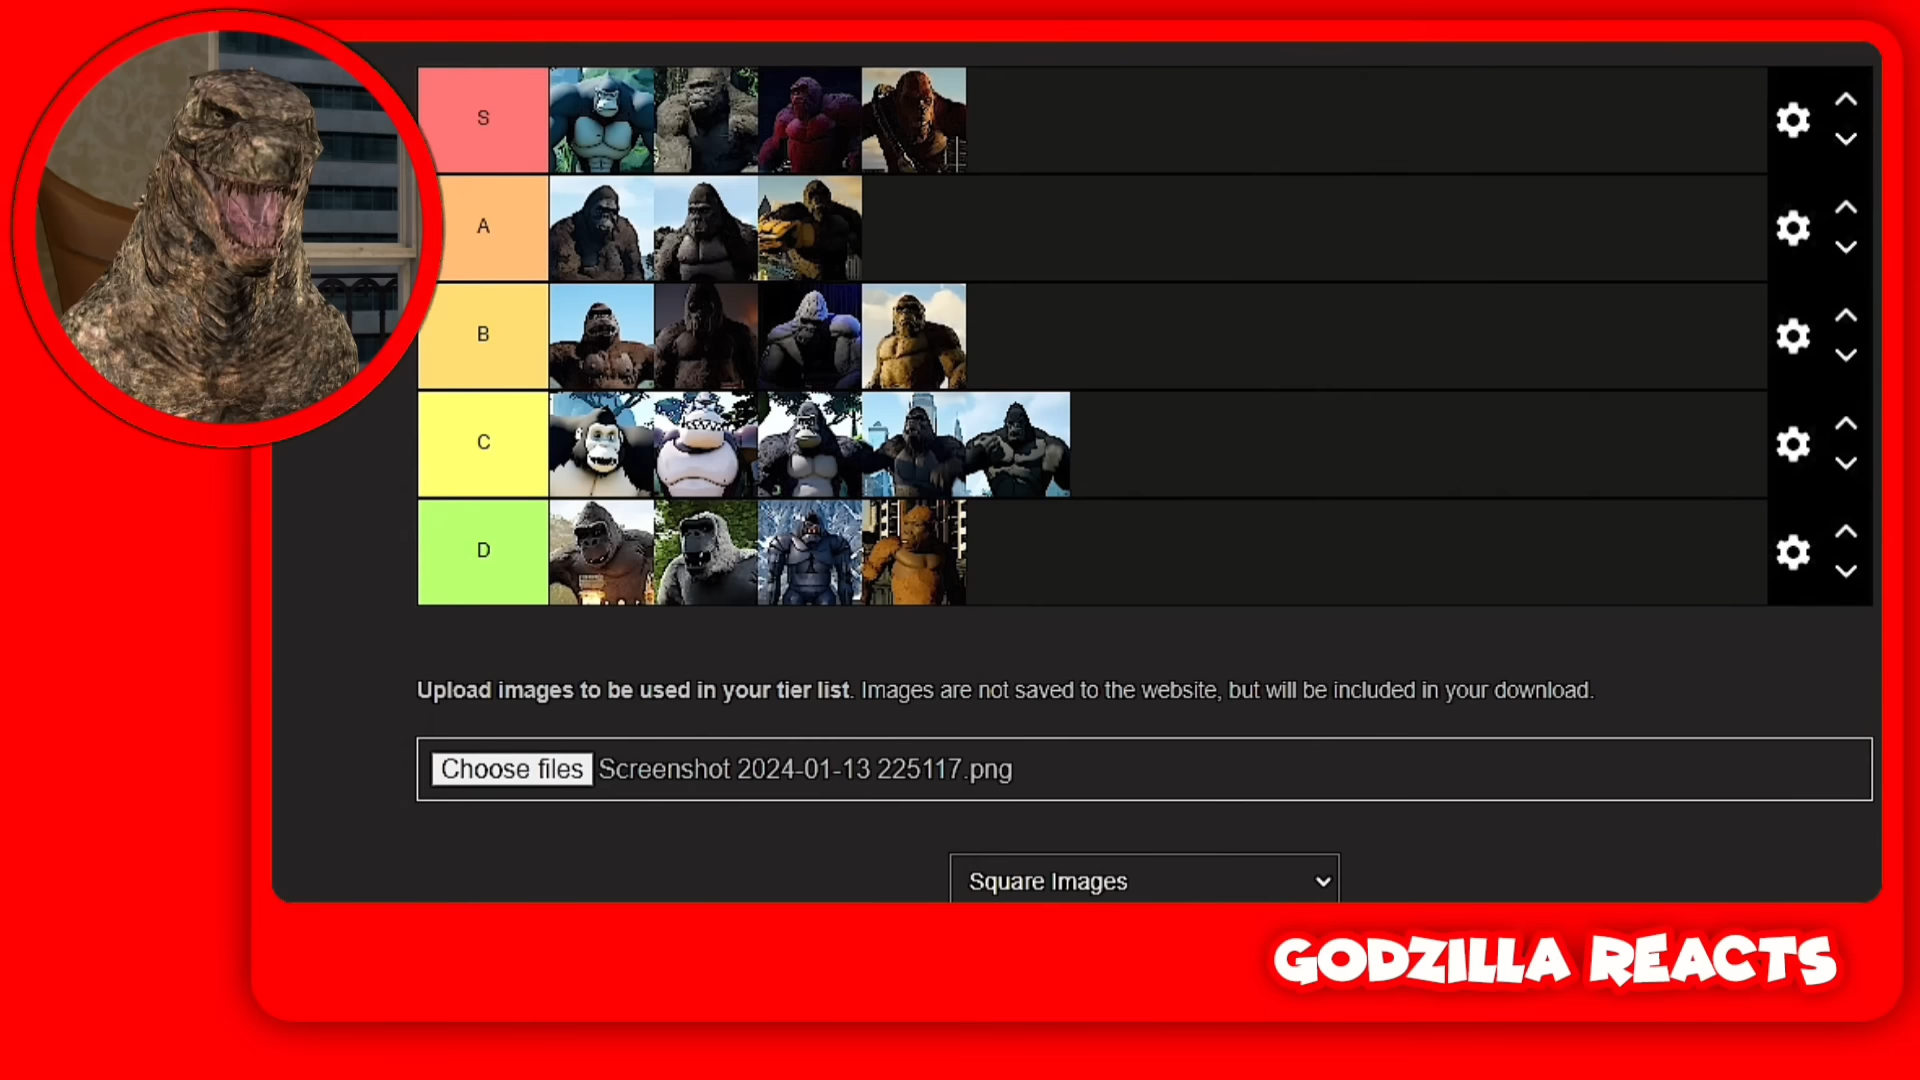 S
A
B
C
D
Upload images to be used in your tier list. Images are not saved to the website, but will be included in your download.
Choose files Screenshot 2024-01-13 225117.png
Square Images
GODZILLA REACTS